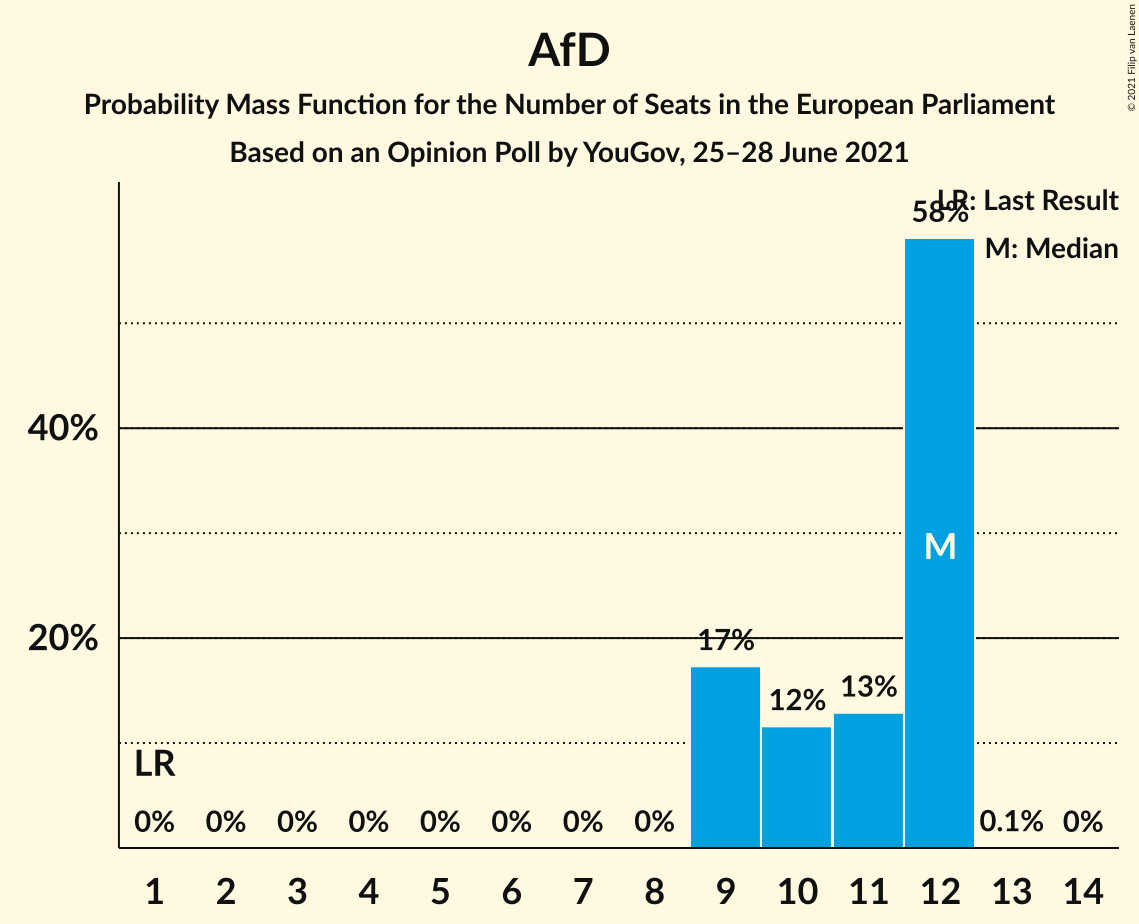 AfD
Probability Mass Function for the Number of Seats in the European Parliament
Based on an Opinion Poll by YouGov, 25–28 June 2021
© 2021 Filip van Laenen
LR: Last Result
M: Median
58%
40%
M
20%
17%
12%
13%
LR
0% 0% 0% 0% 0% 0% 0% 0% 0.1% 0%
1 2 3 4 5 6 7 8 9 10 11 12 13 14